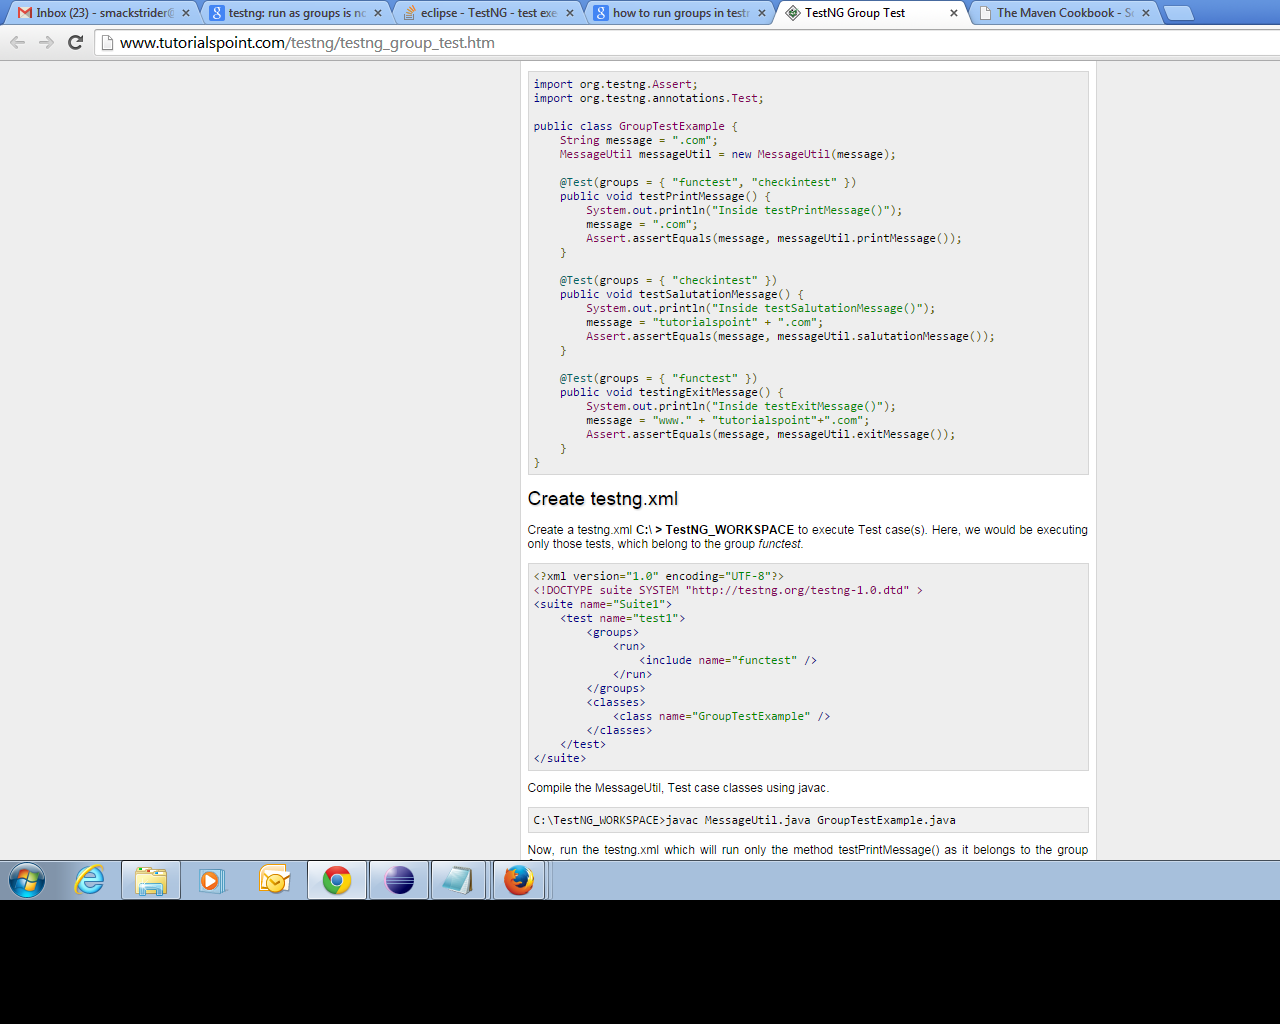 Inbox (23) - smackstrider@
testng: run as groups is no
eclipse - TestNG - test exe
how to run groups in testn
TestNG Group Test
The Maven Cookbook - So
www.tutorialspoint.com/testng/testng_group_test.htm
import org.testng.Assert;
import org.testng.annotations.Test;
public class GroupTestExample {
String message = ".com";
MessageUtil messageUtil = new MessageUtil(message);
@Test(groups = { "functest", "checkintest" })
public void testPrintMessage() {
System.out.println("Inside testPrintMessage()");
message = ".com";
Assert.assertEquals(message, messageUtil.printMessage());
}
@Test(groups = { "checkintest" })
public void testSalutationMessage() {
System.out.println("Inside testSalutationMessage()");
message = "tutorialspoint" + ".com";
Assert.assertEquals(message, messageUtil.salutationMessage());
}
@Test(groups = { "functest" })
public void testingExitMessage() {
System.out.println("Inside testExitMessage()");
message = "www." + "tutorialspoint"+".com";
Assert.assertEquals(message, messageUtil.exitMessage());
}
}
Create testng.xml
Create a testng.xml C:\ > TestNG_WORKSPACE to execute Test case(s). Here, we would be executing
only those tests, which belong to the group functest.
<?xml version="1.0" encoding="UTF-8"?>
<!DOCTYPE suite SYSTEM "http://testng.org/testng-1.0.dtd" >
<suite name="Suite1">
<test name="test1">
<groups>
<run>
<include name="functest" />
</run>
</groups>
<classes>
<class name="GroupTestExample" />
</classes>
</test>
</suite>
Compile the MessageUtil, Test case classes using javac.
C:\TestNG_WORKSPACE>javac MessageUtil.java GroupTestExample.java
Now, run the testng.xml which will run only the method testPrintMessage() as it belongs to the group